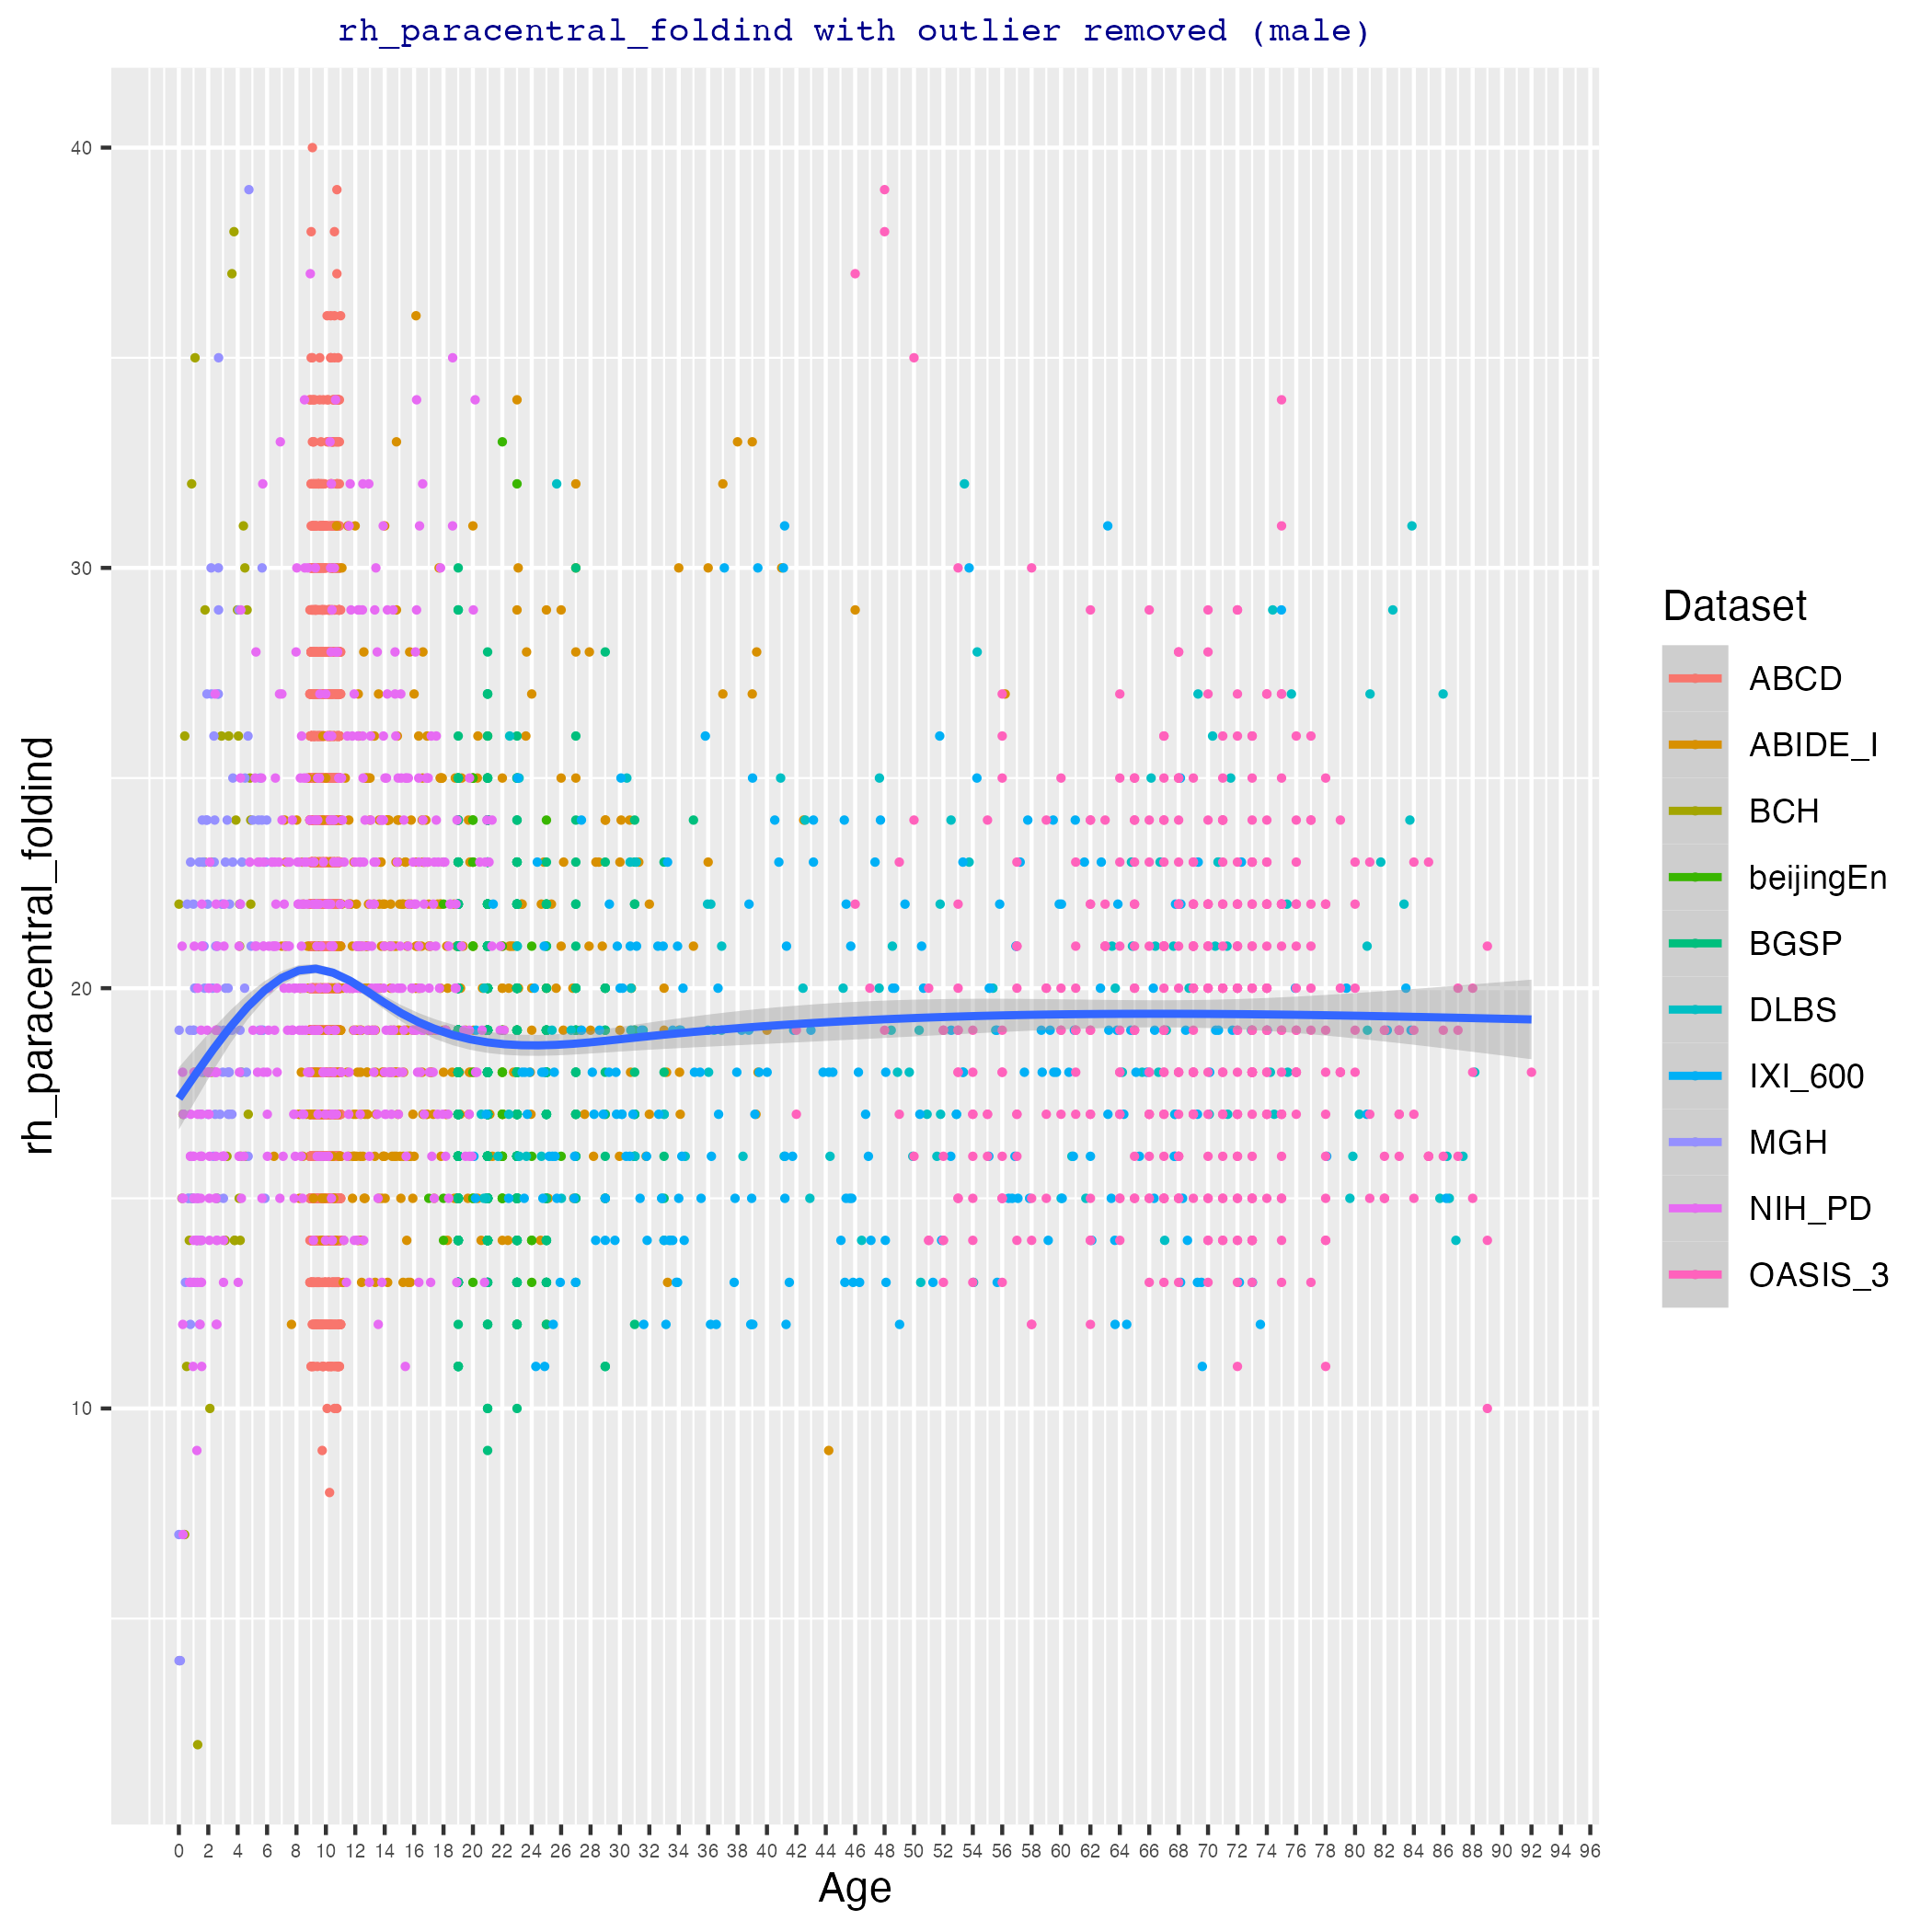 rh_paracentral_foldind with outlier removed (male)
rh_paracentral_foldind
40
30
20
10
0 2 4 6 8 10 12 14 16 18 20 22 24 26 28 30 32 34 36 38 40 42 44 46 48 50 52 54 56 58 60 62 64 66 68 70 72 74 76 78 80 82 84 86 88 90 92 94 96
Age
Dataset
ABCD
ABIDE_I
BCH
beijingEn
BGSP
DLBS
IXI_600
MGH
NIH_PD
OASIS_3